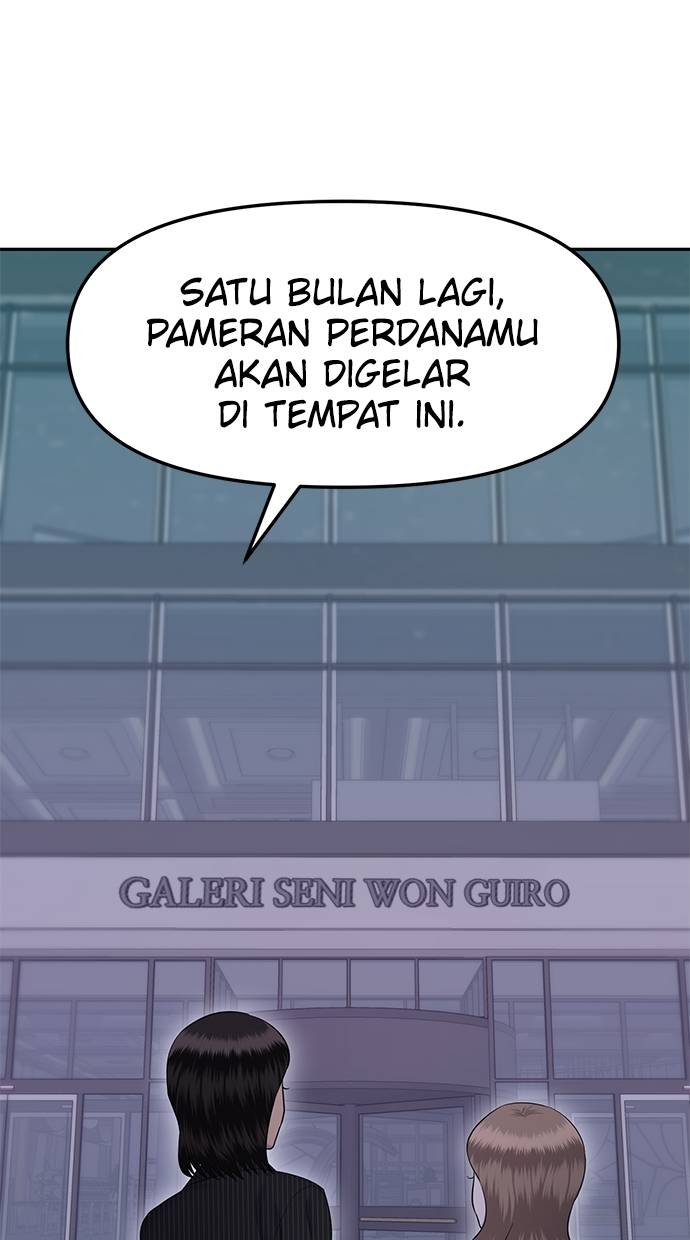 SATU BULAN LAGI,
PAMERAN PERDANAMU
AKAN DIGELAR
DI TEMPAT INI.
GALERI SENI WON GUIRO